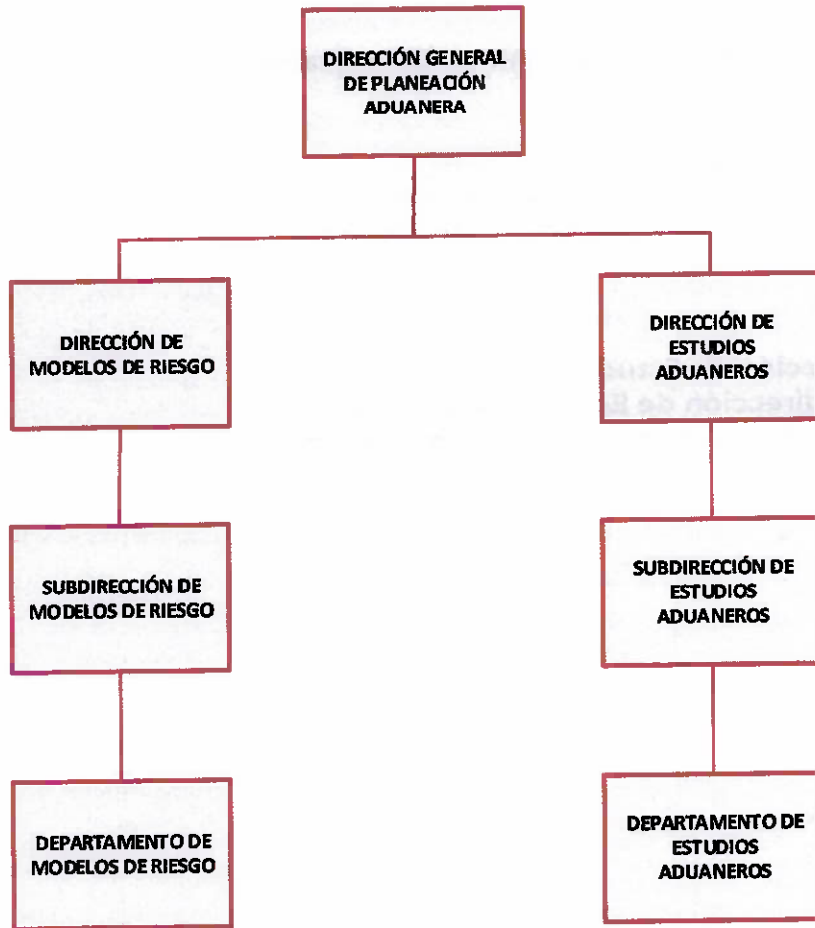 DIRECCIÓN GENERAL
DE PLANEACIÓN
ADUANERA
DIRECCIÓN DE
MODELOS DE RIESGO
DIRECCIÓN DE
ESTUDIOS
ADUANEROS
SUBDIRECCIÓN DE
MODELOS DE RIESGO
SUBDIRECCIÓN DE
ESTUDIOS
ADUANEROS
DEPARTAMENTO DE
MODELOS DE RIESGO
DEPARTAMENTO DE
ESTUDIOS
ADUANEROS